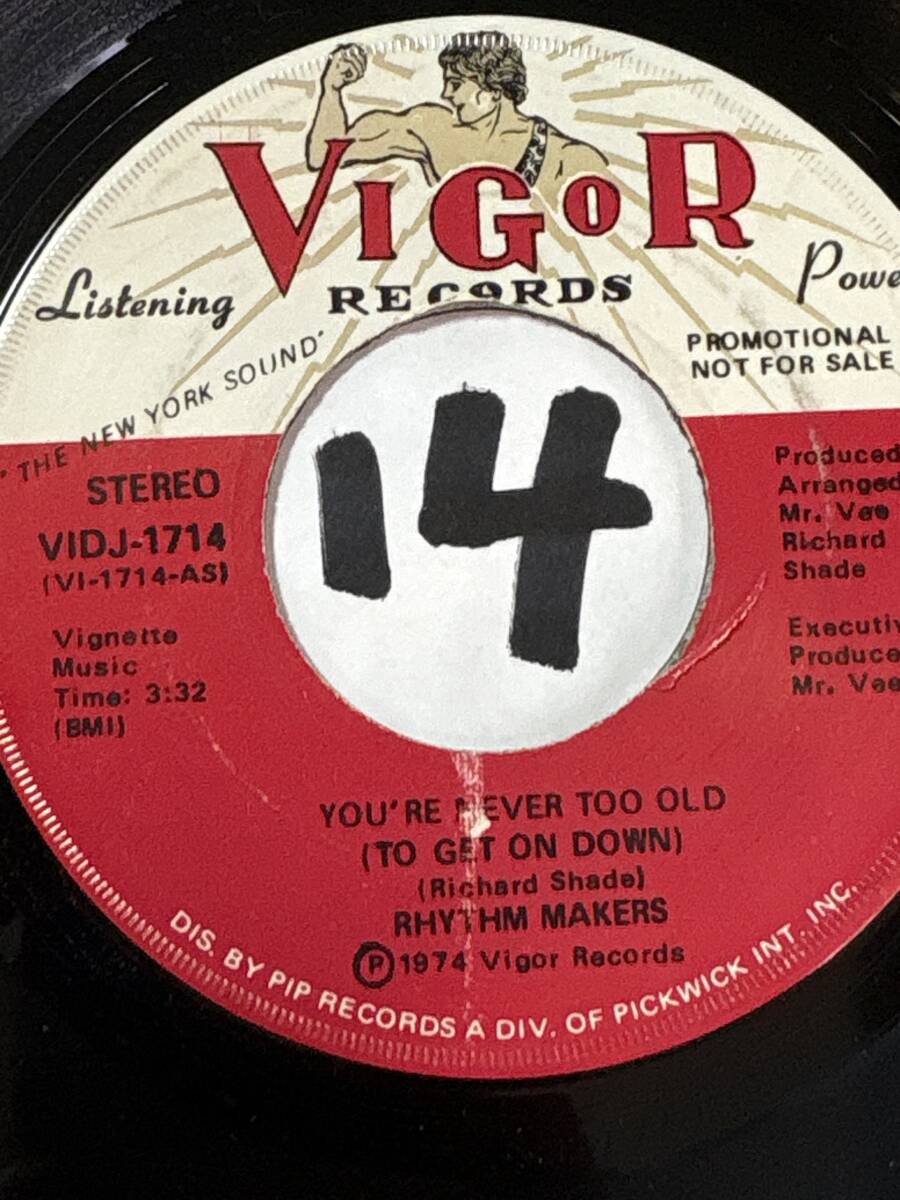 VIGOR
RECORDS
Listening
Powe
"THE NEW YORK SOUND"
PROMOTIONAL
NOT FOR SALE
STEREO
VIDJ-1714
(VI-1714-AS)
Vignette
Music
Time: 3:32
(BMI)
14
Produced
Arranged
Mr. Vee
Richard
Shade
Executiv
Produce
Mr. Vee
YOU'RE NEVER TOO OLD
(TO GET ON DOWN)
(Richard Shade)
RHYTHM MAKERS
Ⓟ 1974 Vigor Records
DIS. BY PIP RECORDS A DIV. OF PICKWICK INT. INC.